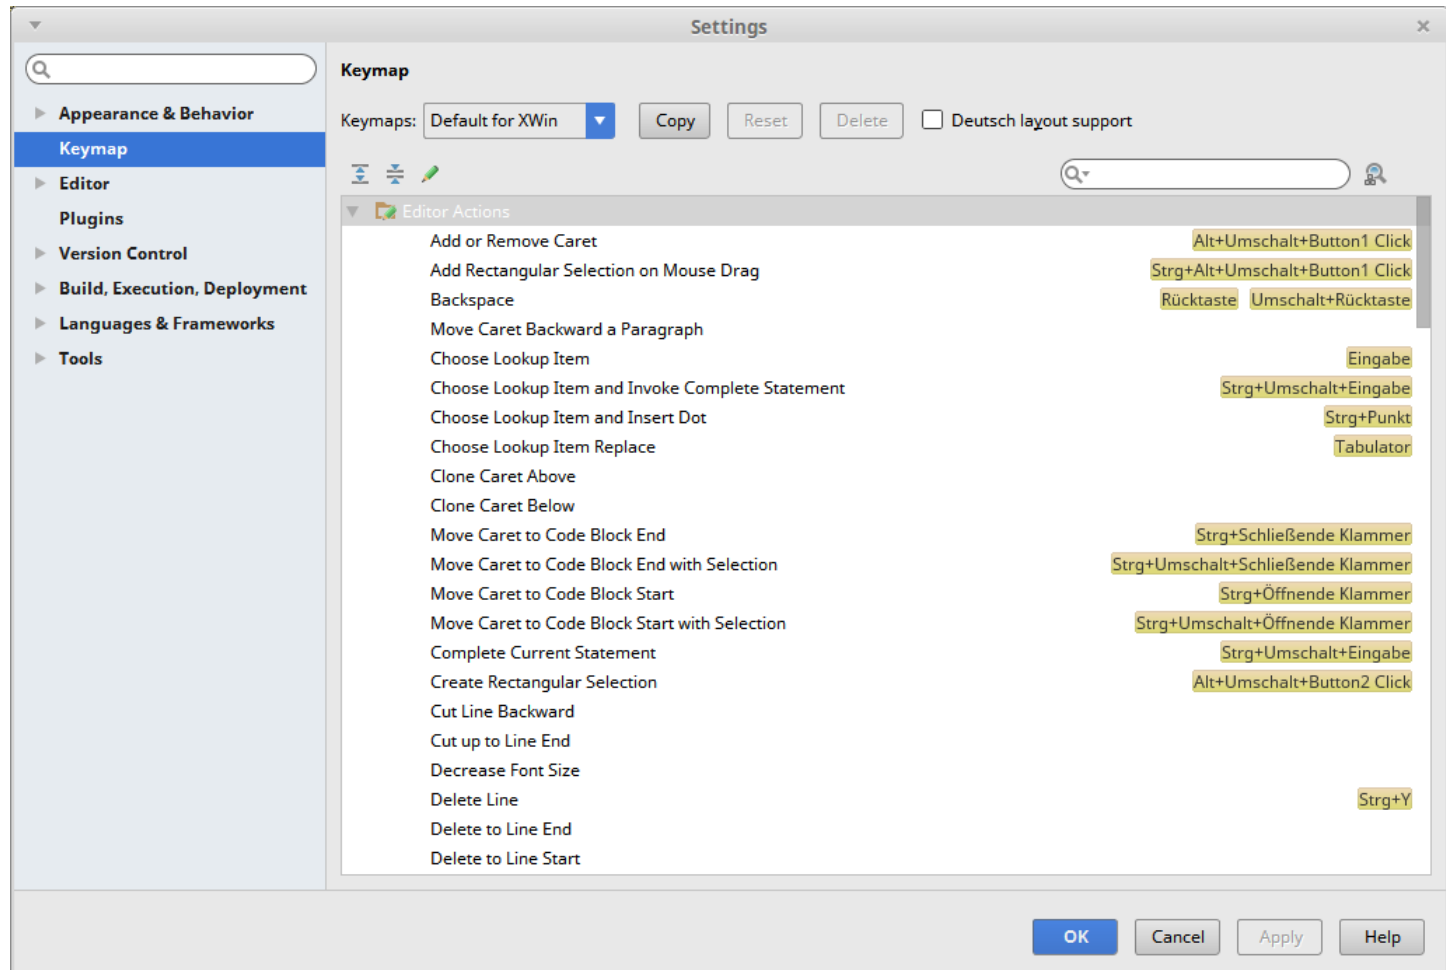 Settings
Appearance & Behavior
Keymap
Editor
Plugins
Version Control
Build, Execution, Deployment
Languages & Frameworks
Tools
Keymap
Keymaps: Default for XWin Copy Reset Delete Deutsch layout support
Editor Actions
Add or Remove Caret Alt+Umschalt+Button1 Click
Add Rectangular Selection on Mouse Drag Strg+Alt+Umschalt+Button1 Click
Backspace Rücktaste Umschalt+Rücktaste
Move Caret Backward a Paragraph
Choose Lookup Item Eingabe
Choose Lookup Item and Invoke Complete Statement Strg+Umschalt+Eingabe
Choose Lookup Item and Insert Dot Strg+Punkt
Choose Lookup Item Replace Tabulator
Clone Caret Above
Clone Caret Below
Move Caret to Code Block End Strg+Schließende Klammer
Move Caret to Code Block End with Selection Strg+Umschalt+Schließende Klammer
Move Caret to Code Block Start Strg+Öffnende Klammer
Move Caret to Code Block Start with Selection Strg+Umschalt+Öffnende Klammer
Complete Current Statement Strg+Umschalt+Eingabe
Create Rectangular Selection Alt+Umschalt+Button2 Click
Cut Line Backward
Cut up to Line End
Decrease Font Size
Delete Line Strg+Y
Delete to Line End
Delete to Line Start
OK Cancel Apply Help